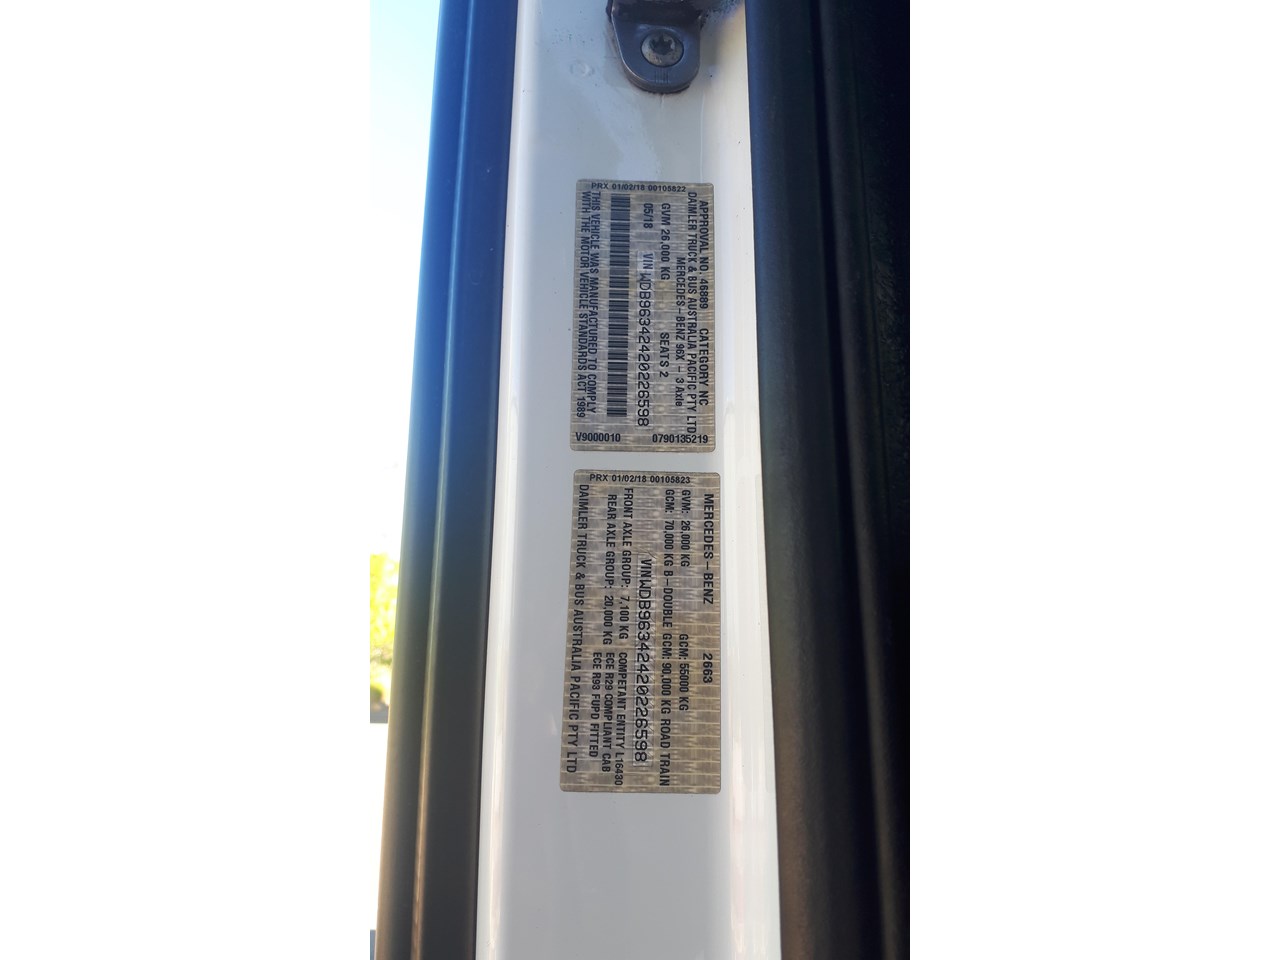 PRX 01/02/18 00105822
APPROVAL NO. 46889 CATEGORY NC
DAIMLER TRUCK & BUS AUSTRALIA PACIFIC PTY LTD
MERCEDES-BENZ 96X - 3 Axle
GVM 26,000 KG SEATS 2
05/18 VIN WDB96342420226598
THIS VEHICLE WAS MANUFACTURED TO COMPLY
WITH THE MOTOR VEHICLE STANDARDS ACT 1989
V9000010 0790135219
PRX 01/02/18 00105823
MERCEDES-BENZ 2663
GVM: 26,000 KG GCM: 55000 KG
GCM: 70,000 KG B-DOUBLE GCM: 90,000 KG ROAD TRAIN
VIN WDB96342420226598
FRONT AXLE GROUP: 7,100 KG COMPETANT ENTITY L16430
REAR AXLE GROUP: 20,000 KG ECE R29 COMPLIANT CAB
ECE R93 FUPD FITTED
DAIMLER TRUCK & BUS AUSTRALIA PACIFIC PTY LTD